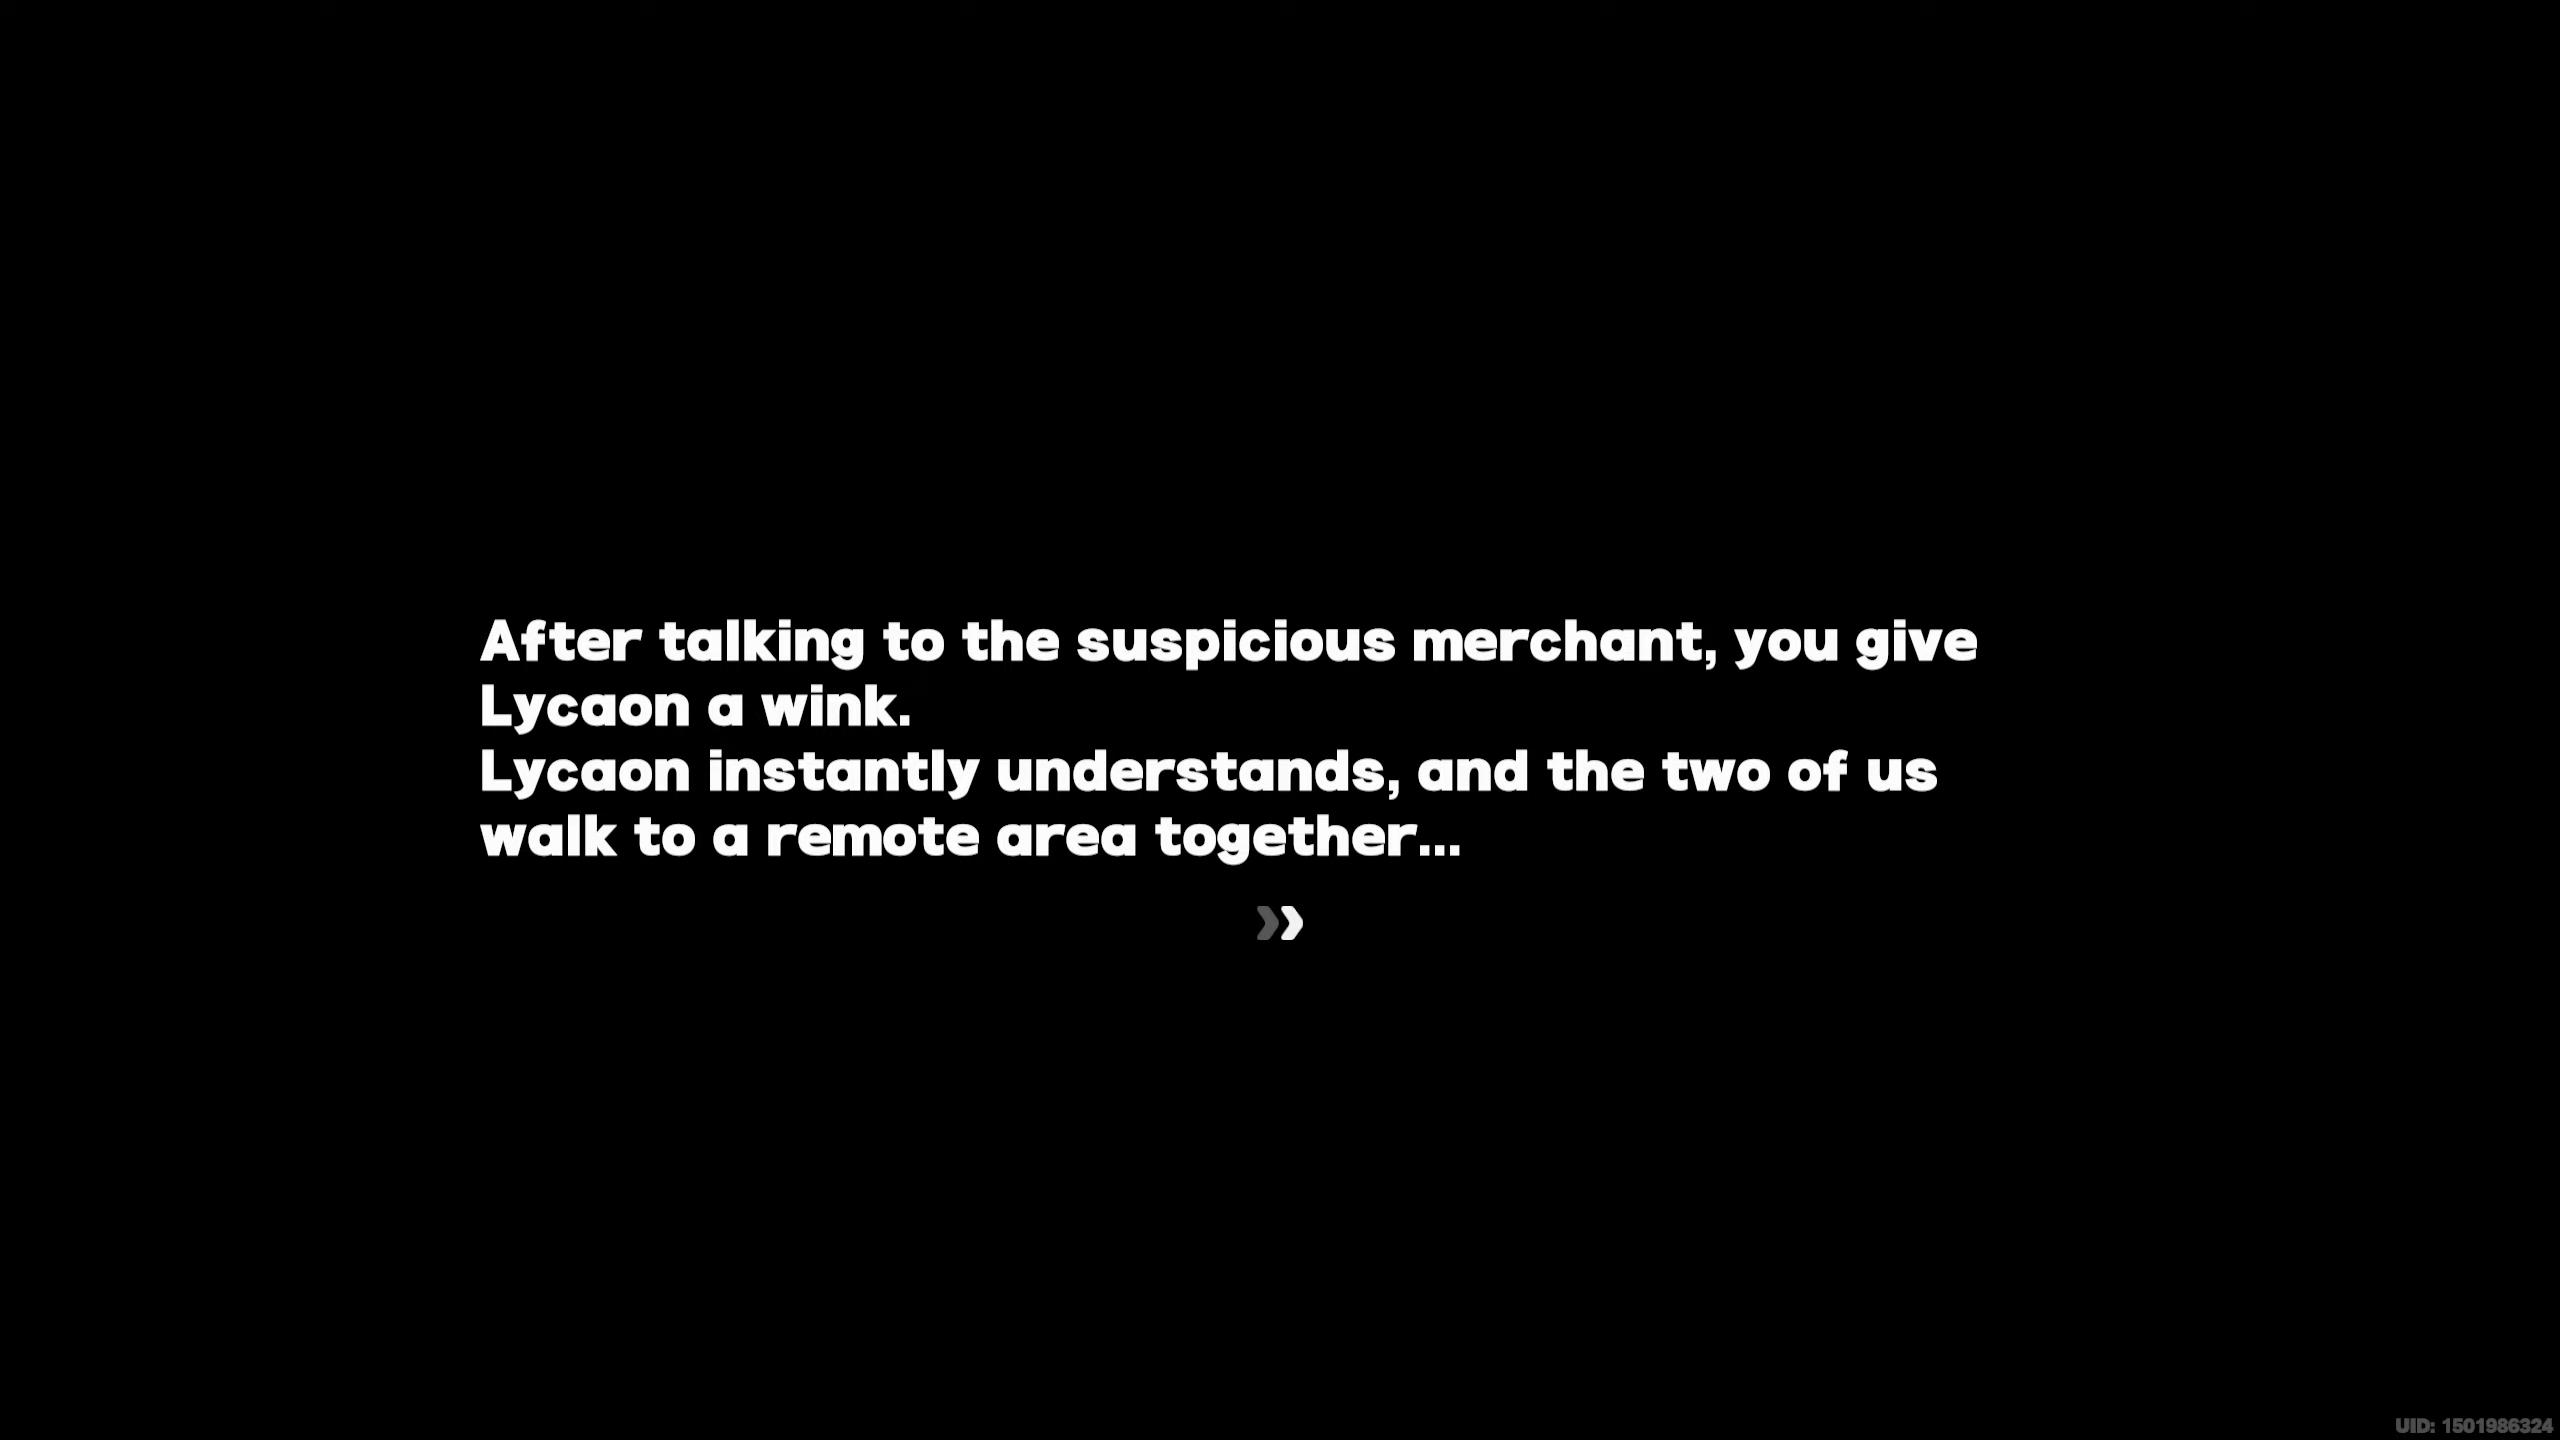 After talking to the suspicious merchant, you give
Lycaon a wink.
Lycaon instantly understands, and the two of us
walk to a remote area together...
UID: 1501986324